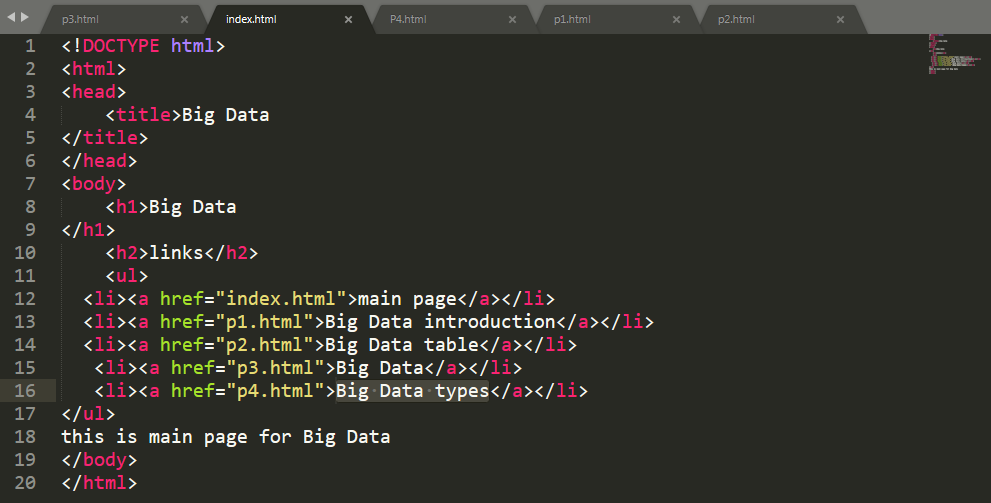 p3.html × index.html × P4.html × p1.html × p2.html ×
1 <!DOCTYPE html>
2 <html>
3 <head>
4     <title>Big Data
5 </title>
6 </head>
7 <body>
8     <h1>Big Data
9 </h1>
10     <h2>links</h2>
11     <ul>
12   <li><a href="index.html">main page</a></li>
13   <li><a href="p1.html">Big Data introduction</a></li>
14   <li><a href="p2.html">Big Data table</a></li>
15    <li><a href="p3.html">Big Data</a></li>
16    <li><a href="p4.html">Big Data types</a></li>
17 </ul>
18 this is main page for Big Data
19 </body>
20 </html>